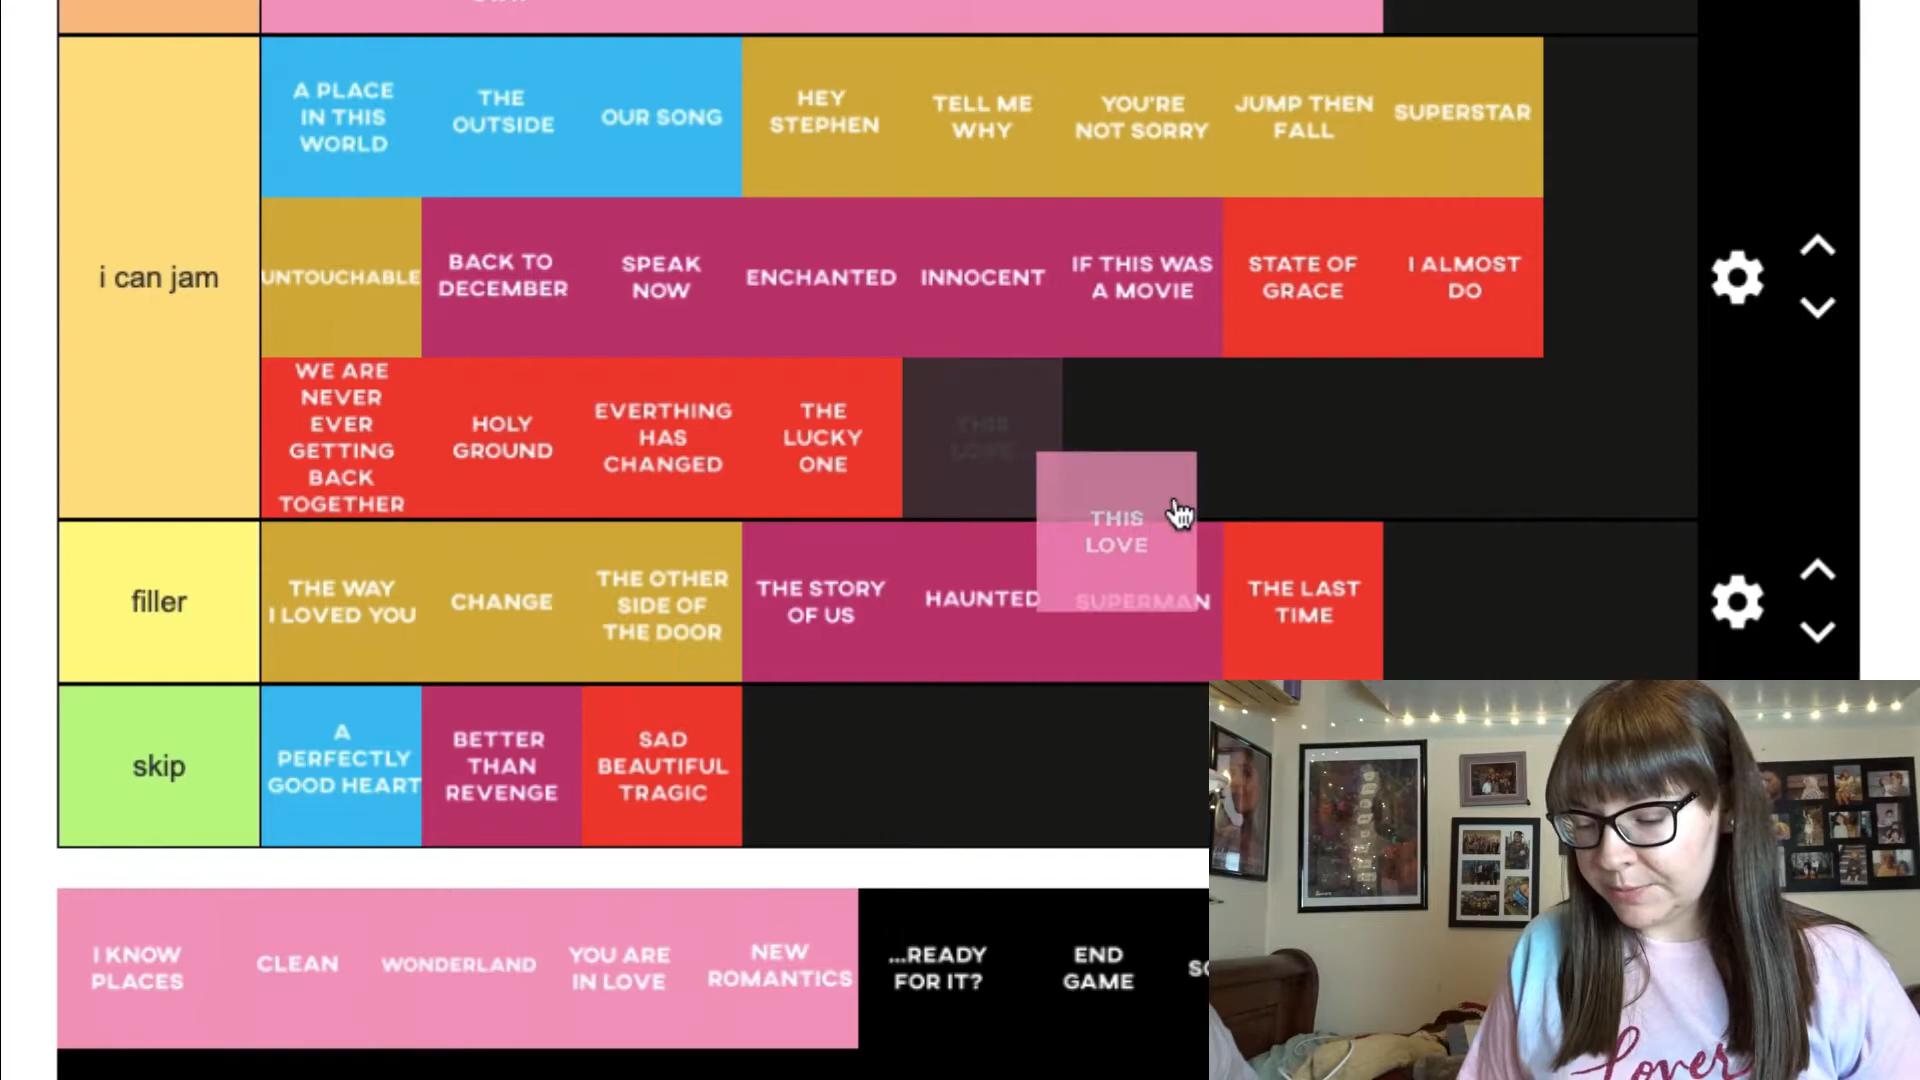 A PLACE
IN THIS
WORLD
THE
OUTSIDE
OUR SONG
HEY
STEPHEN
TELL ME
WHY
YOU'RE
NOT SORRY
JUMP THEN
FALL
SUPERSTAR
i can jam
UNTOUCHABLE
BACK TO
DECEMBER
SPEAK
NOW
ENCHANTED
INNOCENT
IF THIS WAS
A MOVIE
STATE OF
GRACE
I ALMOST
DO
WE ARE
NEVER
EVER
GETTING
BACK
TOGETHER
HOLY
GROUND
EVERTHING
HAS
CHANGED
THE
LUCKY
ONE
THIS
LOVE
THIS
LOVE
filler
THE WAY
I LOVED YOU
CHANGE
THE OTHER
SIDE OF
THE DOOR
THE STORY
OF US
HAUNTED
SUPERMAN
THE LAST
TIME
skip
A
PERFECTLY
GOOD HEART
BETTER
THAN
REVENGE
SAD
BEAUTIFUL
TRAGIC
I KNOW
PLACES
CLEAN
WONDERLAND
YOU ARE
IN LOVE
NEW
ROMANTICS
...READY
FOR IT?
END
GAME
Lover